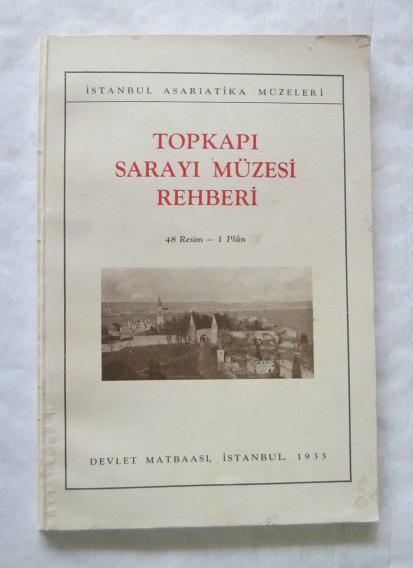 İSTANBUL ASARIATİKA MÜZELERİ
TOPKAPI
SARAYI MÜZESİ
REHBERİ
48 Resim — 1 Plân
DEVLET MATBAASI, İSTANBUL, 1933